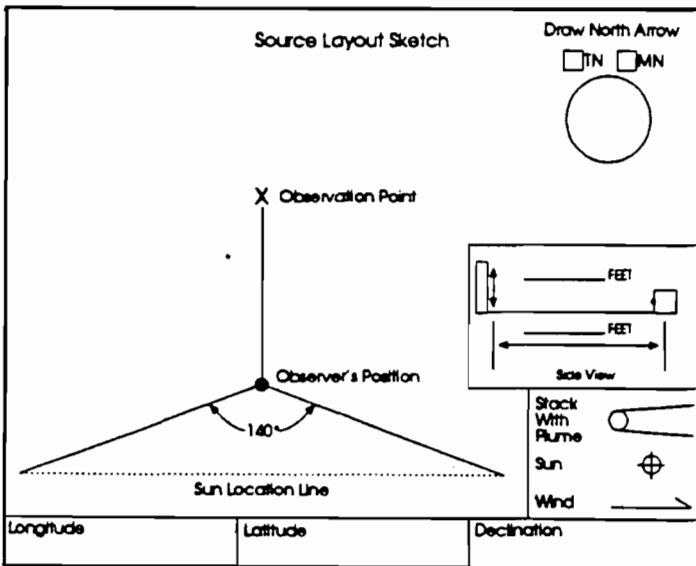 Source Layout Sketch
Draw North Arrow
TN MN
X Observation Point
FEET
FEET
Side View
Observer's Position
140°
Sun Location Line
Stack
With
Plume
Sun
Wind
Longitude
Latitude
Declination